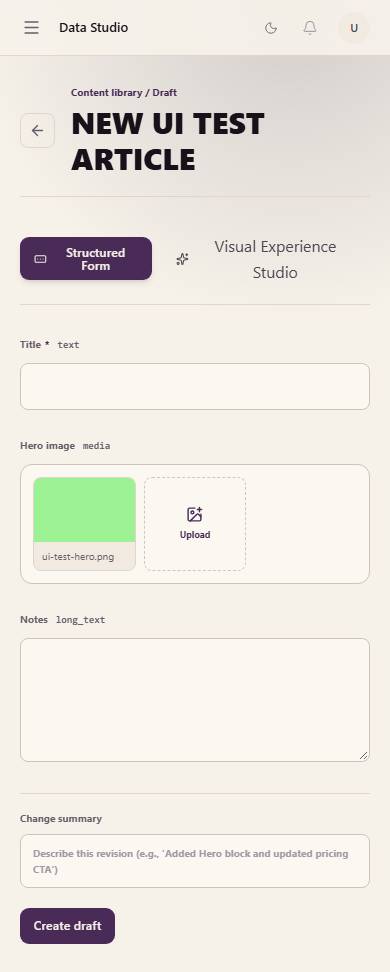 Data Studio
U
Content library / Draft
NEW UI TEST
ARTICLE
Structured
Form
Visual Experience
Studio
Title * text
Hero image media
ui-test-hero.png
Upload
Notes long_text
Change summary
Describe this revision (e.g., 'Added Hero block and updated pricing
CTA')
Create draft